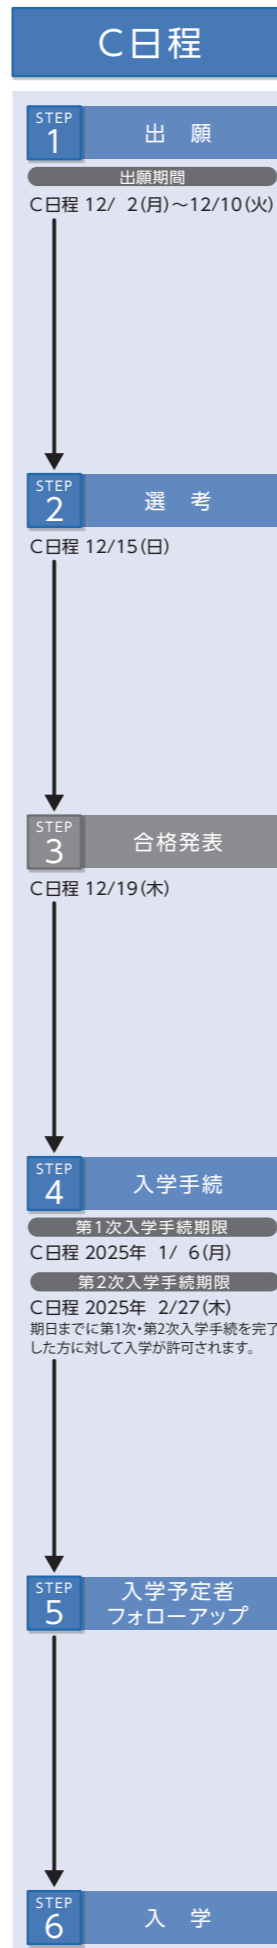 C日程
STEP
1
出 願
出願期間
C日程 12/ 2(月)~12/10(火)
STEP
2
選 考
C日程 12/15(日)
STEP
3
合格発表
C日程 12/19(木)
STEP
4
入学手続
第1次入学手続期限
C日程 2025年 1/ 6(月)
第2次入学手続期限
C日程 2025年 2/27(木)
期日までに第1次・第2次入学手続を完了
した方に対して入学が許可されます。
STEP
5
入学予定者
フォローアップ
STEP
6
入 学